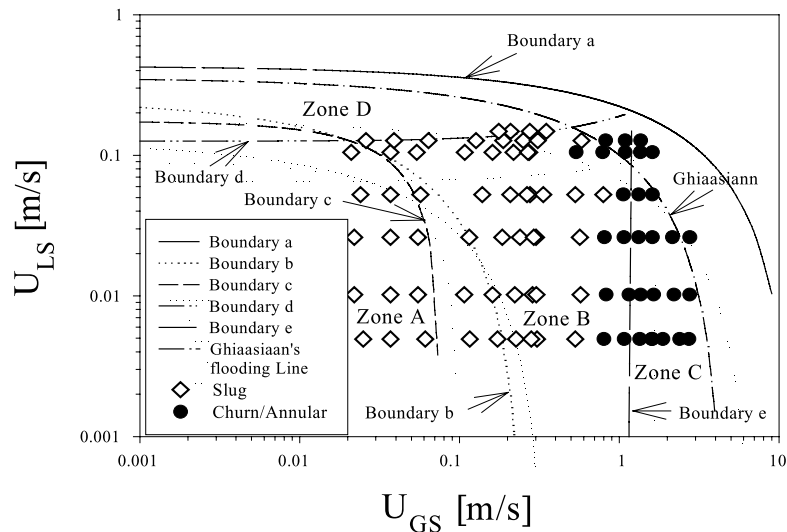 1
Boundary a
Zone D
0.1
Boundary d
Ghiaasiann
Boundary c
U_LS [m/s]
Boundary a
Boundary b
Boundary c
Boundary d
Boundary e
Ghiaasiaan's
flooding Line
Slug
Churn/Annular
0.01
Zone A
Zone B
Zone C
Boundary b
Boundary e
0.001
0.001
0.01
0.1
1
10
U_GS [m/s]